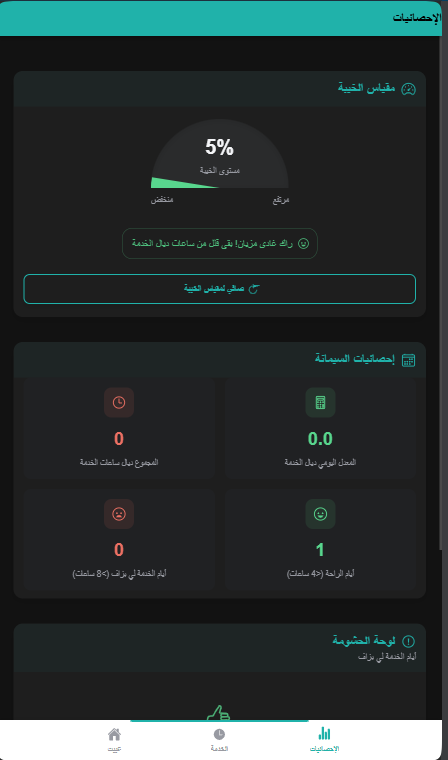 الإحصائيات
مقياس الخيبة
5%
مستوى الخيبة
منخفض
مرتفع
راك غادي مزيان! بقى قلل من ساعات ديال الخدمة
صالي لمقياس الخيبة
إحصائيات السيمانة
0.0
المعدل اليومي ديال الخدمة
0
المجموع ديال ساعات الخدمة
1
أيام الراحة (<4 ساعات)
0
أيام الخدمة لي بزاف (>8 ساعات)
لوحة الحشومة
أيام الخدمة لي بزاف
الإحصائيات
الخدمة
عييت